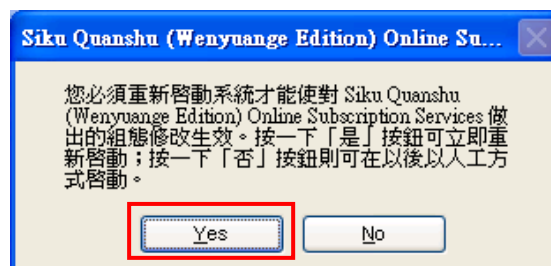 Siku Quanshu (Wenyuange Edition) Online Su...
您必須重新啓動系統才能使對 Siku Quanshu
(Wenyuange Edition) Online Subscription Services 做
出的組態修改生效。按一下「是」按鈕可立即重
新啓動；按一下「否」按鈕則可在以後以人工方
式啓動。
Yes No